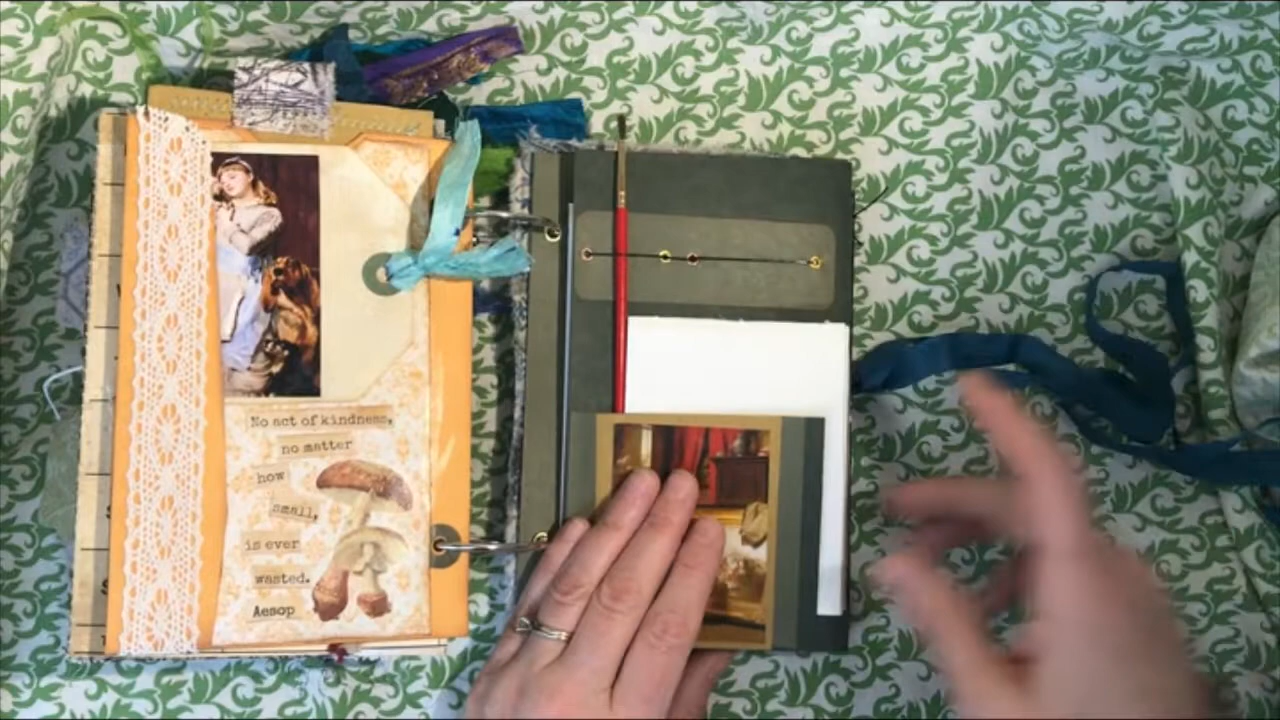 No act of kindness,
no matter
how
small,
is ever
wasted.
Aesop